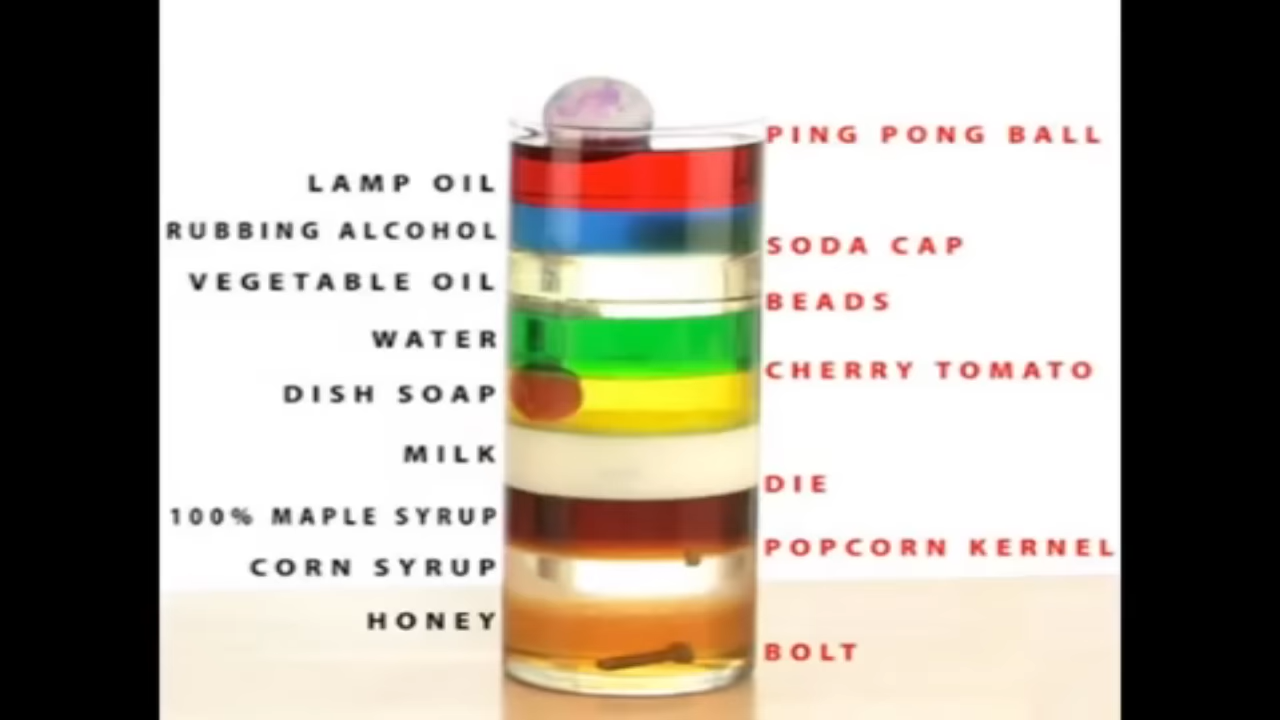 PING PONG BALL
LAMP OIL
RUBBING ALCOHOL
SODA CAP
VEGETABLE OIL
BEADS
WATER
CHERRY TOMATO
DISH SOAP
MILK
DIE
100% MAPLE SYRUP
POPCORN KERNEL
CORN SYRUP
HONEY
BOLT